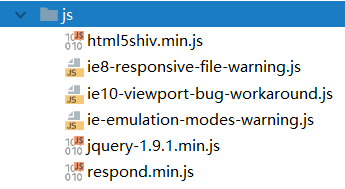 js
html5shiv.min.js
ie8-responsive-file-warning.js
ie10-viewport-bug-workaround.js
ie-emulation-modes-warning.js
jquery-1.9.1.min.js
respond.min.js